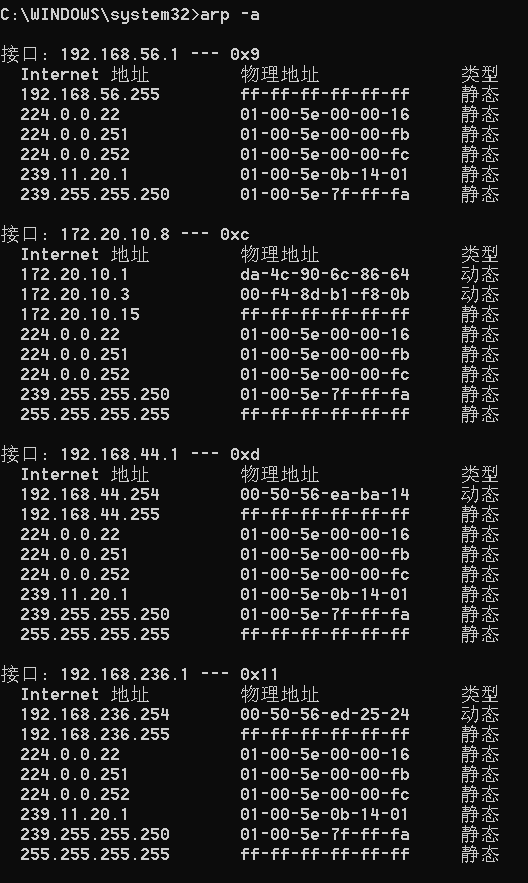 C:\WINDOWS\system32>arp -a
接口: 192.168.56.1 --- 0x9
Internet 地址 物理地址 类型
192.168.56.255 ff-ff-ff-ff-ff-ff 静态
224.0.0.22 01-00-5e-00-00-16 静态
224.0.0.251 01-00-5e-00-00-fb 静态
224.0.0.252 01-00-5e-00-00-fc 静态
239.11.20.1 01-00-5e-0b-14-01 静态
239.255.255.250 01-00-5e-7f-ff-fa 静态
接口: 172.20.10.8 --- 0xc
Internet 地址 物理地址 类型
172.20.10.1 da-4c-90-6c-86-64 动态
172.20.10.3 00-f4-8d-b1-f8-0b 动态
172.20.10.15 ff-ff-ff-ff-ff-ff 静态
224.0.0.22 01-00-5e-00-00-16 静态
224.0.0.251 01-00-5e-00-00-fb 静态
224.0.0.252 01-00-5e-00-00-fc 静态
239.255.255.250 01-00-5e-7f-ff-fa 静态
255.255.255.255 ff-ff-ff-ff-ff-ff 静态
接口: 192.168.44.1 --- 0xd
Internet 地址 物理地址 类型
192.168.44.254 00-50-56-ea-ba-14 动态
192.168.44.255 ff-ff-ff-ff-ff-ff 静态
224.0.0.22 01-00-5e-00-00-16 静态
224.0.0.251 01-00-5e-00-00-fb 静态
224.0.0.252 01-00-5e-00-00-fc 静态
239.11.20.1 01-00-5e-0b-14-01 静态
239.255.255.250 01-00-5e-7f-ff-fa 静态
255.255.255.255 ff-ff-ff-ff-ff-ff 静态
接口: 192.168.236.1 --- 0x11
Internet 地址 物理地址 类型
192.168.236.254 00-50-56-ed-25-24 动态
192.168.236.255 ff-ff-ff-ff-ff-ff 静态
224.0.0.22 01-00-5e-00-00-16 静态
224.0.0.251 01-00-5e-00-00-fb 静态
224.0.0.252 01-00-5e-00-00-fc 静态
239.11.20.1 01-00-5e-0b-14-01 静态
239.255.255.250 01-00-5e-7f-ff-fa 静态
255.255.255.255 ff-ff-ff-ff-ff-ff 静态